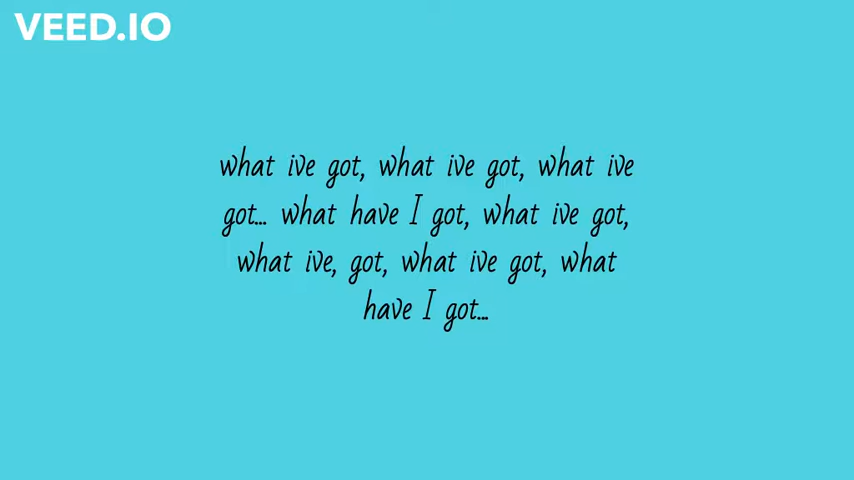 VEED.IO
what ive got, what ive got, what ive
got... what have I got, what ive got,
what ive, got, what ive got, what
have I got...